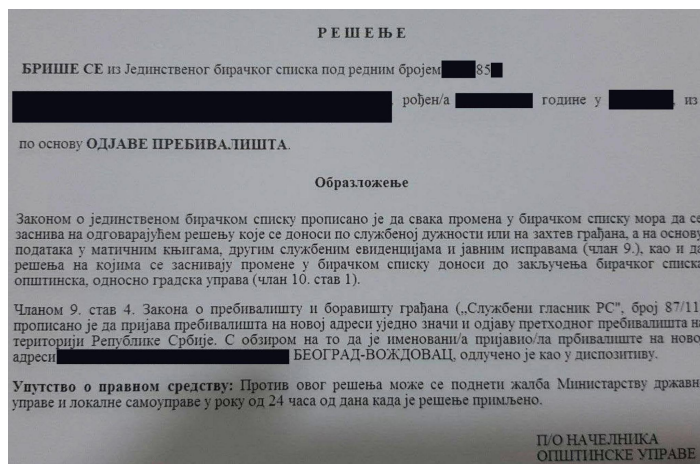 РЕШЕЊЕ
БРИШЕ СЕ из Јединственог бирачког списка под редним бројем 85
, рођен/а године у , из
по основу ОДЈАВЕ ПРЕБИВАЛИШТА.
Образложење
Законом о јединственом бирачком списку прописано је да свака промена у бирачком списку мора да се
заснива на одговарајућем решењу које се доноси по службеној дужности или на захтев грађана, а на основу
података у матичним књигама, другим службеним евиденцијама и јавним исправама (члан 9.), као и да
решења на којима се заснивају промене у бирачком списку доноси до закључења бирачког списка
општинска, односно градска управа (члан 10. став 1).
Чланом 9. став 4. Закона о пребивалишту и боравишту грађана („Службени гласник РС", број 87/11
прописано је да пријава пребивалишта на новој адреси уједно значи и одјаву претходног пребивалишта н
територији Републике Србије. С обзиром на то да је именовани/а пријавио/ла прбивалиште на ново
адреси БЕОГРАД-ВОЖДОВАЦ, одлучено је као у диспозитиву.
Упутство о правном средству: Против овог решења може се поднети жалба Министарству државн
управе и локалне самоуправе у року од 24 часа од дана када је решење примљено.
П/О НАЧЕЛНИКА
ОПШТИНСКЕ УПРАВЕ